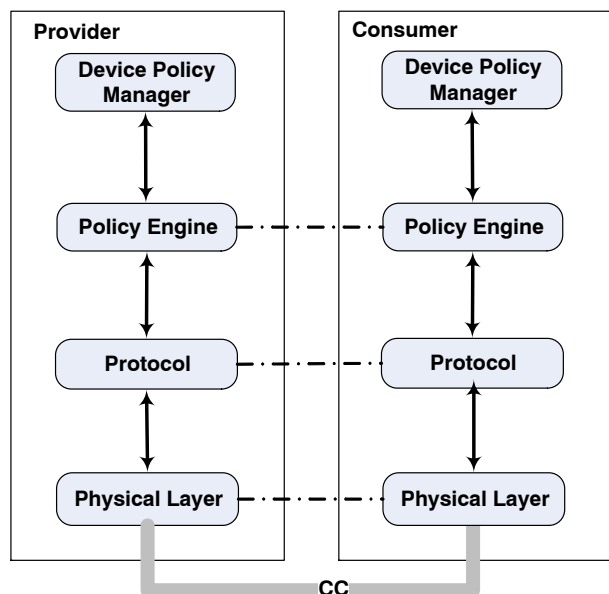 Provider
Device Policy
Manager
Policy Engine
Protocol
Physical Layer
Consumer
Device Policy
Manager
Policy Engine
Protocol
Physical Layer
CC